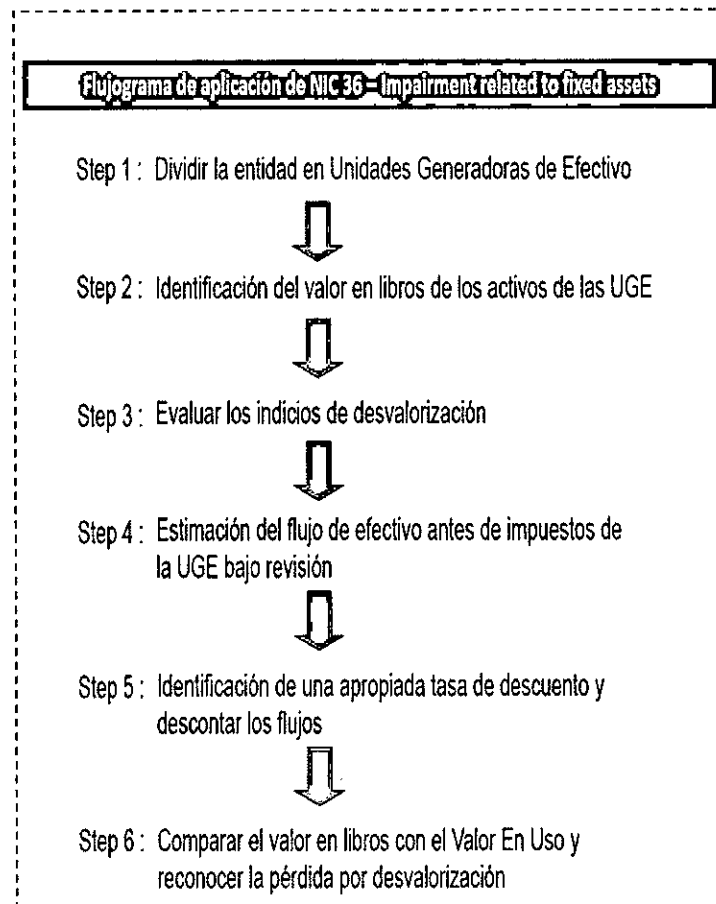 Flujograma de aplicación de NIC 36 = Impairment related to fixed assets
Step 1 : Dividir la entidad en Unidades Generadoras de Efectivo
Step 2 : Identificación del valor en libros de los activos de las UGE
Step 3 : Evaluar los indicios de desvalorización
Step 4 : Estimación del flujo de efectivo antes de impuestos de
la UGE bajo revisión
Step 5 : Identificación de una apropiada tasa de descuento y
descontar los flujos
Step 6 : Comparar el valor en libros con el Valor En Uso y
reconocer la pérdida por desvalorización